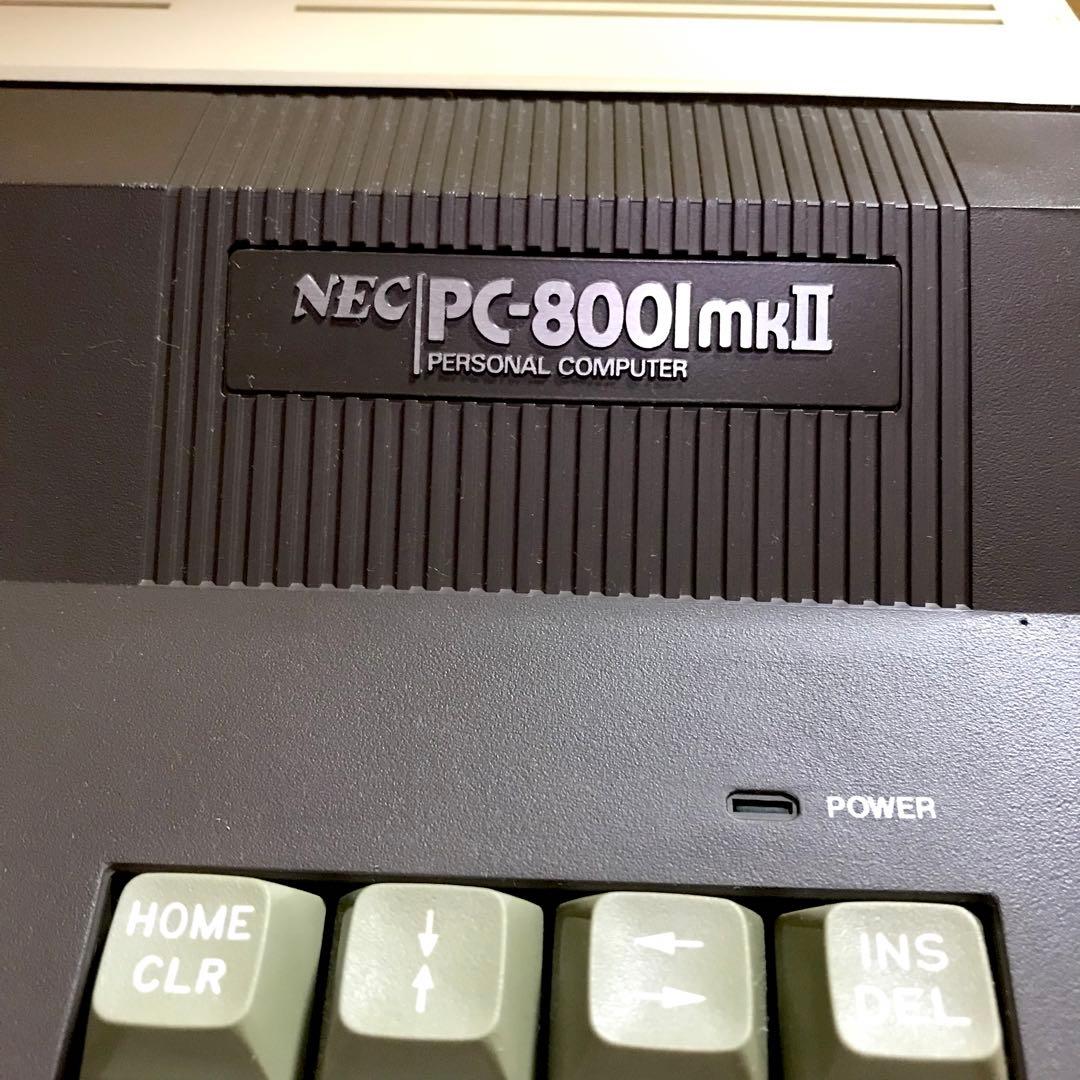 NEC PC-8001mkII
PERSONAL COMPUTER
POWER
HOME
CLR
↓
↑
←
→
INS
DEL